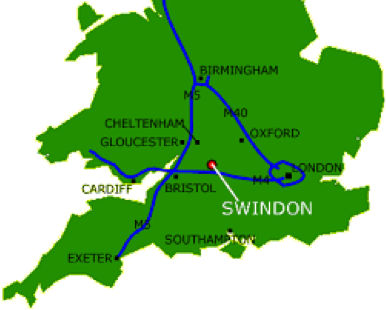 BIRMINGHAM
M5
M40
CHELTENHAM
OXFORD
GLOUCESTER
LONDON
M4
CARDIFF
BRISTOL
SWINDON
M5
SOUTHAMPTON
EXETER